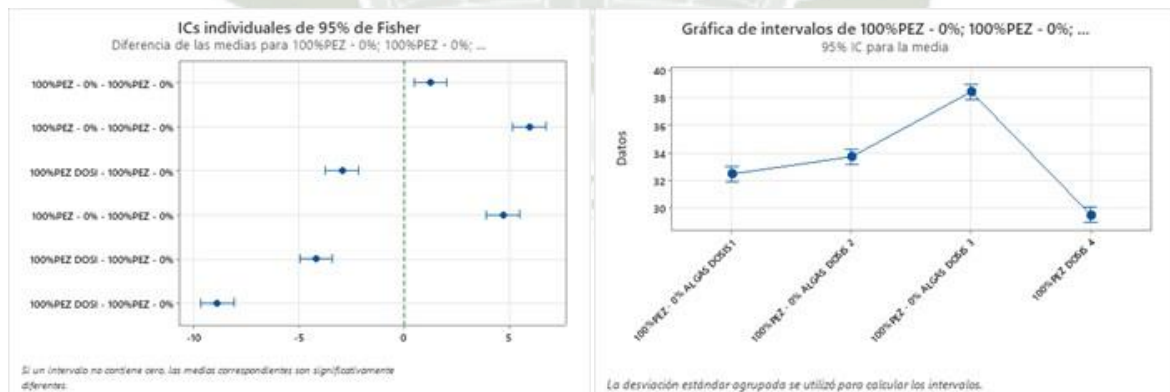 ICs individuales de 95% de Fisher
Diferencia de las medias para 100%PEZ - 0%; 100%PEZ - 0%; ...
100%PEZ - 0% - 100%PEZ - 0%
100%PEZ - 0% - 100%PEZ - 0%
100%PEZ DOSI - 100%PEZ - 0%
100%PEZ - 0% - 100%PEZ - 0%
100%PEZ DOSI - 100%PEZ - 0%
100%PEZ DOSI - 100%PEZ - 0%
-10 -5 0 5
Si un intervalo no contiene cero, las medias correspondientes son significativamente
diferentes.
Gráfica de intervalos de 100%PEZ - 0%; 100%PEZ - 0%; ...
95% IC para la media
Datos
40
38
36
34
32
30
100%PEZ - 0% ALGAS DOSIS1
100%PEZ - 0% ALGAS DOSIS 2
100%PEZ - 0% ALGAS DOSIS 3
100%PEZ DOSIS 4
La desviación estándar agrupada se utilizó para calcular los intervalos.